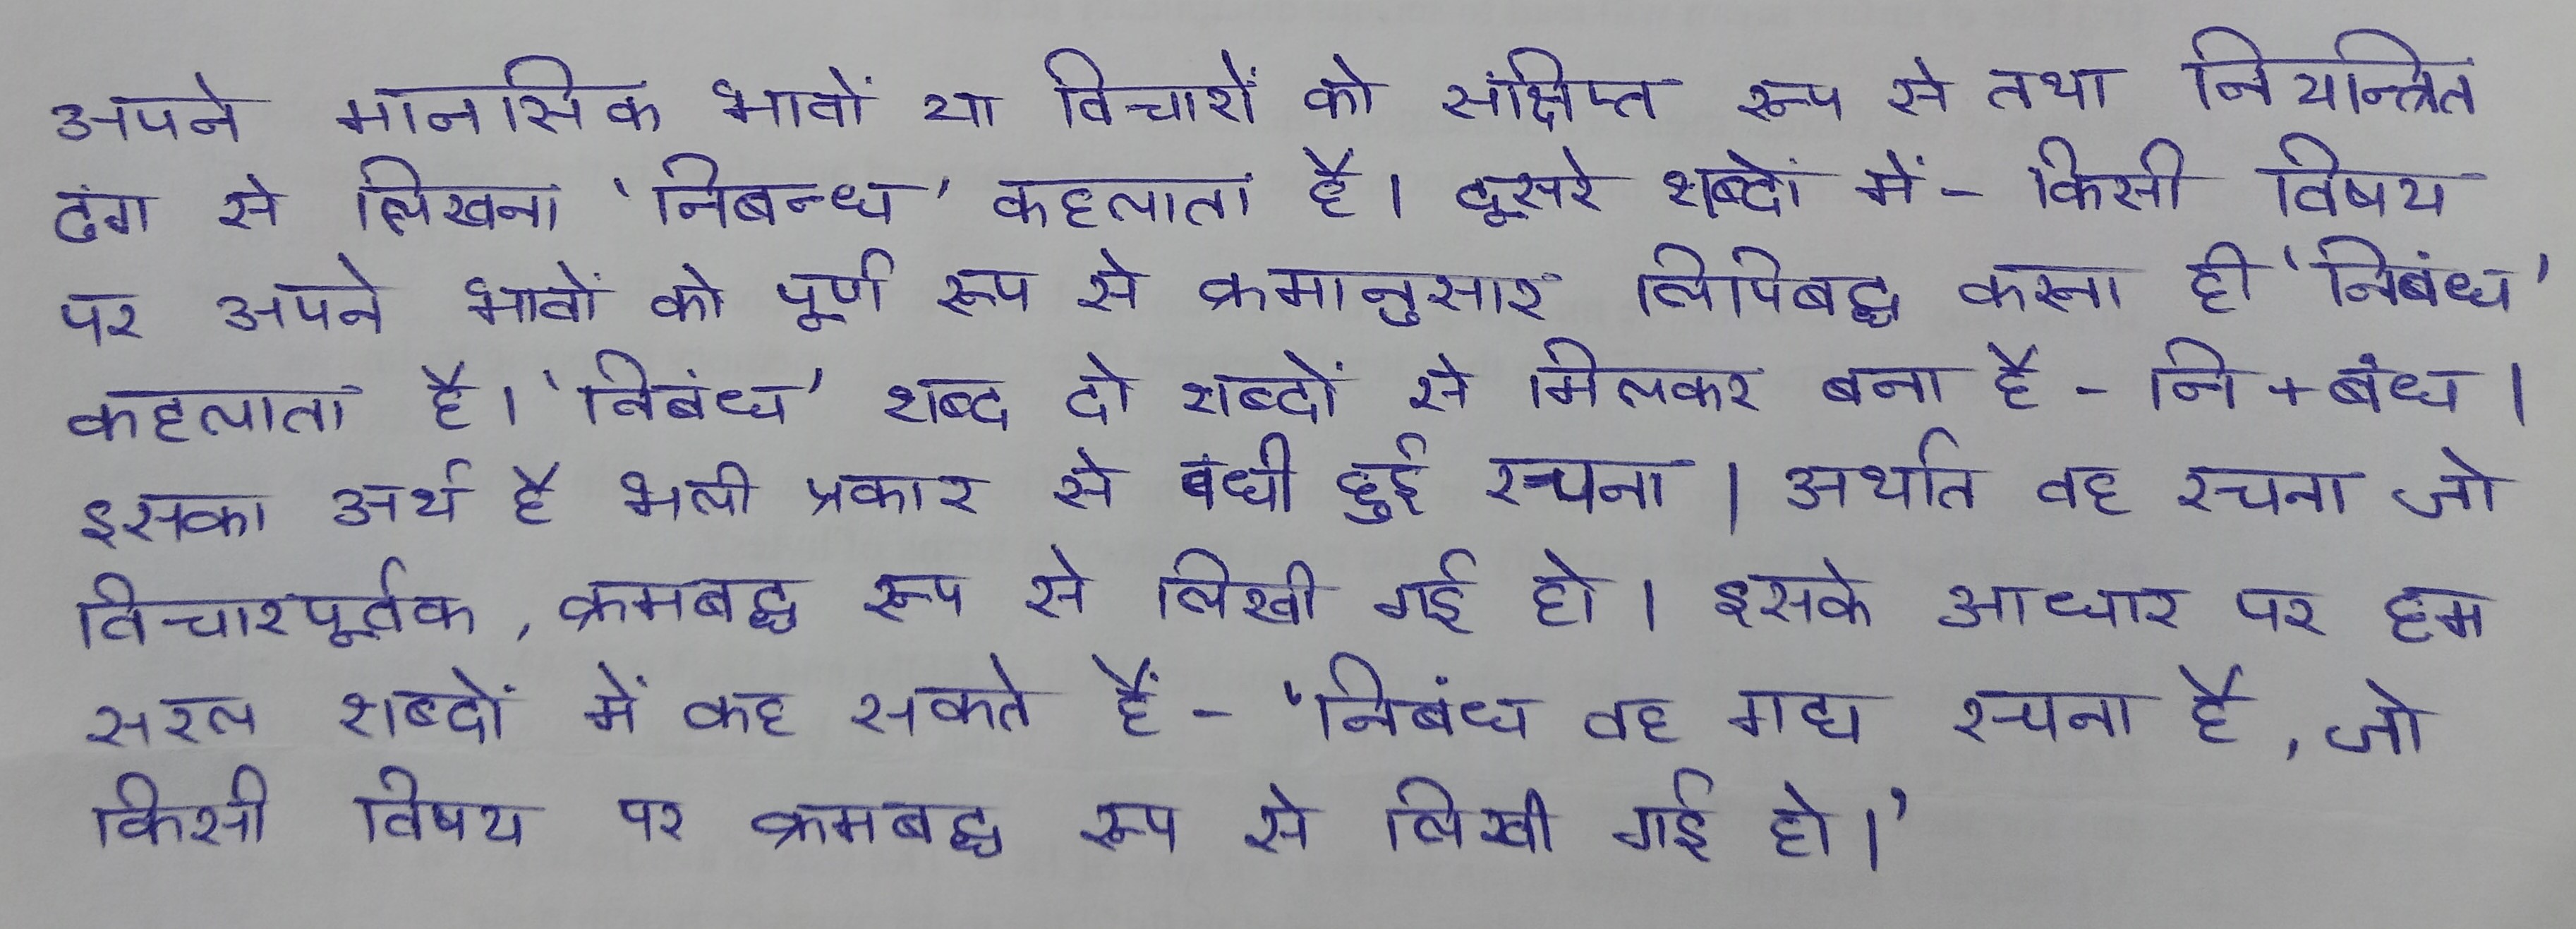 अपने मानसिक भावों या विचारों को संक्षिप्त रूप से तथा नियन्त्रित
ढंग से लिखना 'निबन्ध' कहलाता है। दूसरे शब्दों में - किसी विषय
पर अपने भावों को पूर्ण रूप से क्रमानुसार लिपिबद्ध करना ही 'निबंध'
कहलाता है। 'निबंध' शब्द दो शब्दों से मिलकर बना है - नि + बंध।
इसका अर्थ है भली प्रकार से बंधी हुई रचना। अर्थात वह रचना जो
विचारपूर्वक, क्रमबद्ध रूप से लिखी गई हो। इसके आधार पर हम
सरल शब्दों में कह सकते हैं - 'निबंध वह गद्य रचना है, जो
किसी विषय पर क्रमबद्ध रूप से लिखी गई हो।'